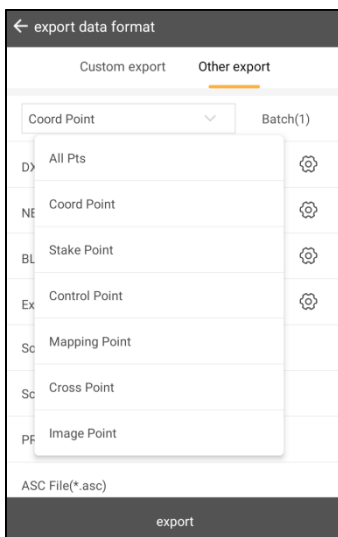 export data format
Custom export Other export
Coord Point Batch(1)
All Pts
Coord Point
Stake Point
Control Point
Mapping Point
Cross Point
Image Point
ASC File(*.asc)
export